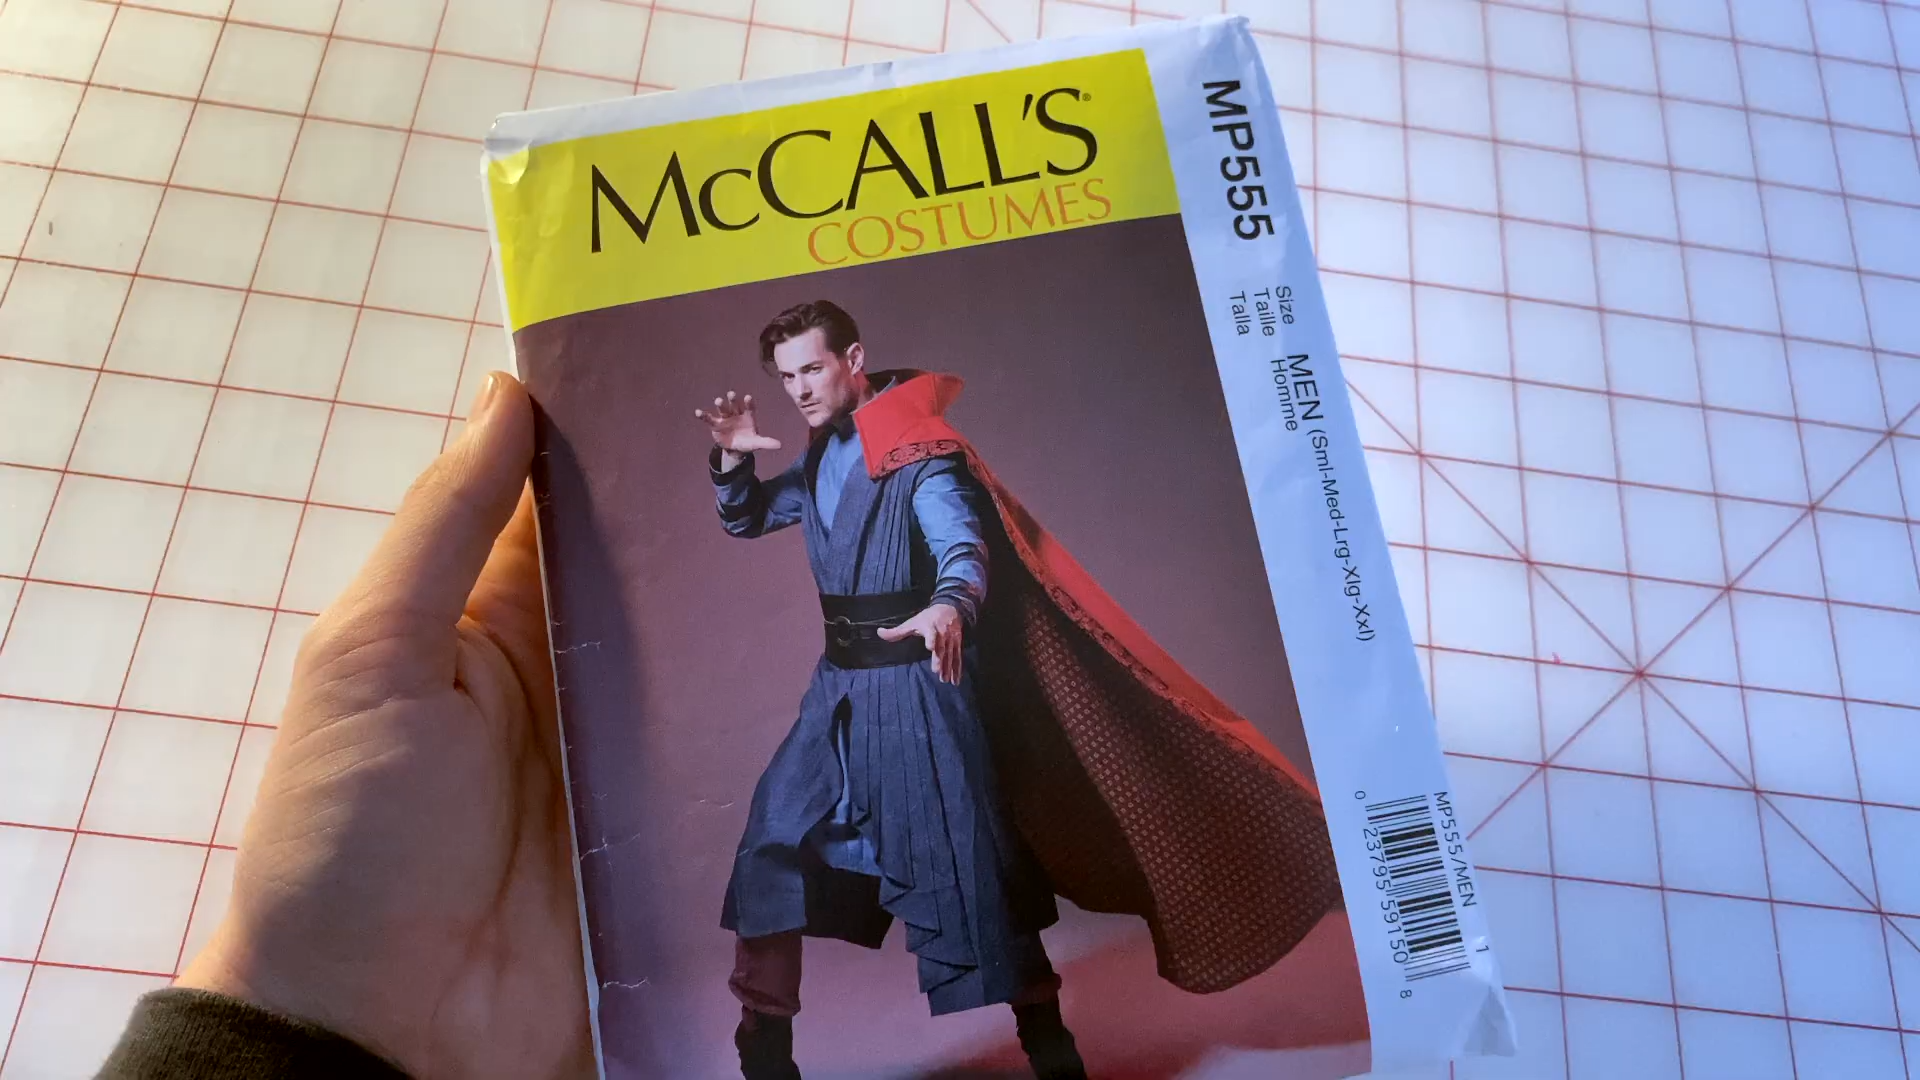 McCALL'S®
COSTUMES
MP555
Size
Taille
Talla
MEN (Sml-Med-Lrg-Xlg-Xxl)
Homme
MP555/MEN
0 23795 59150 8
1